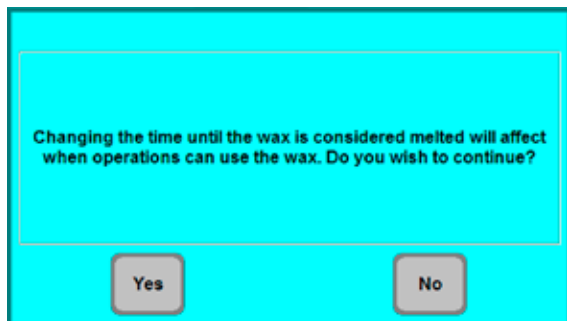 Changing the time until the wax is considered melted will affect
when operations can use the wax. Do you wish to continue?
Yes
No